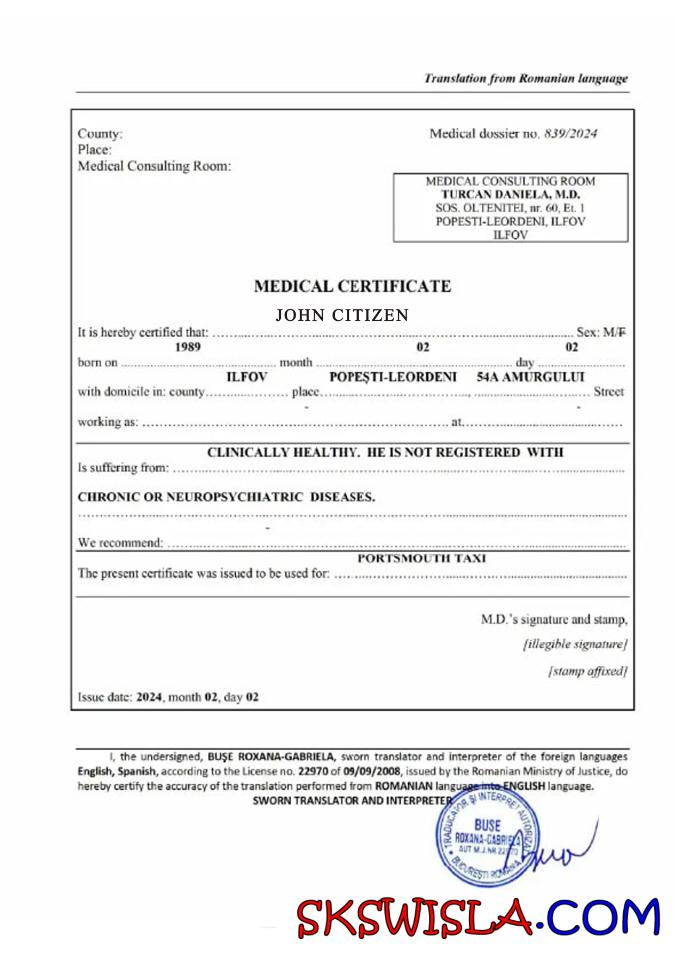 Translation from Romanian language
County:
Medical dossier no. 839/2024
Place:
Medical Consulting Room:
MEDICAL CONSULTING ROOM
TURCAN DANIELA, M.D.
SOS. OLTENITEI, nr. 60, Et. 1
POPESTI-LEORDENI, ILFOV
ILFOV
MEDICAL CERTIFICATE
JOHN CITIZEN
It is hereby certified that: ........ Sex: M/F
1989 02 02
born on ........ month ........ day ........
ILFOV POPEȘTI-LEORDENI 54A AMURGULUI
with domicile in: county........ place........, ........ Street
- -
working as: ........ at........
CLINICALLY HEALTHY. HE IS NOT REGISTERED WITH
Is suffering from: ........
CHRONIC OR NEUROPSYCHIATRIC DISEASES.
-
We recommend: ........
PORTSMOUTH TAXI
The present certificate was issued to be used for: ........
M.D.'s signature and stamp,
[illegible signature]
[stamp affixed]
Issue date: 2024, month 02, day 02
I, the undersigned, BUȘE ROXANA-GABRIELA, sworn translator and interpreter of the foreign languages
English, Spanish, according to the License no. 22970 of 09/09/2008, issued by the Romanian Ministry of Justice, do
hereby certify the accuracy of the translation performed from ROMANIAN language into ENGLISH language.
SWORN TRANSLATOR AND INTERPRETER
TRADUCATOR ȘI INTERPRET AUTORIZAT
BUSE
ROXANA-GABRIELA
AUT M.J.NR 22970
BUCUREȘTI ROMANIA
SKSWISLA.COM